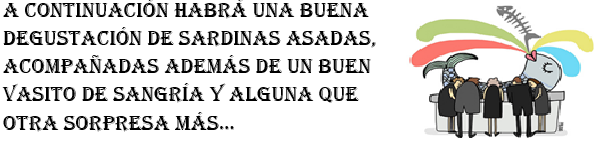 A CONTINUACIÓN HABRÁ UNA BUENA
DEGUSTACIÓN DE SARDINAS ASADAS,
ACOMPAÑADAS ADEMÁS DE UN BUEN
VASITO DE SANGRÍA Y ALGUNA QUE
OTRA SORPRESA MÁS...